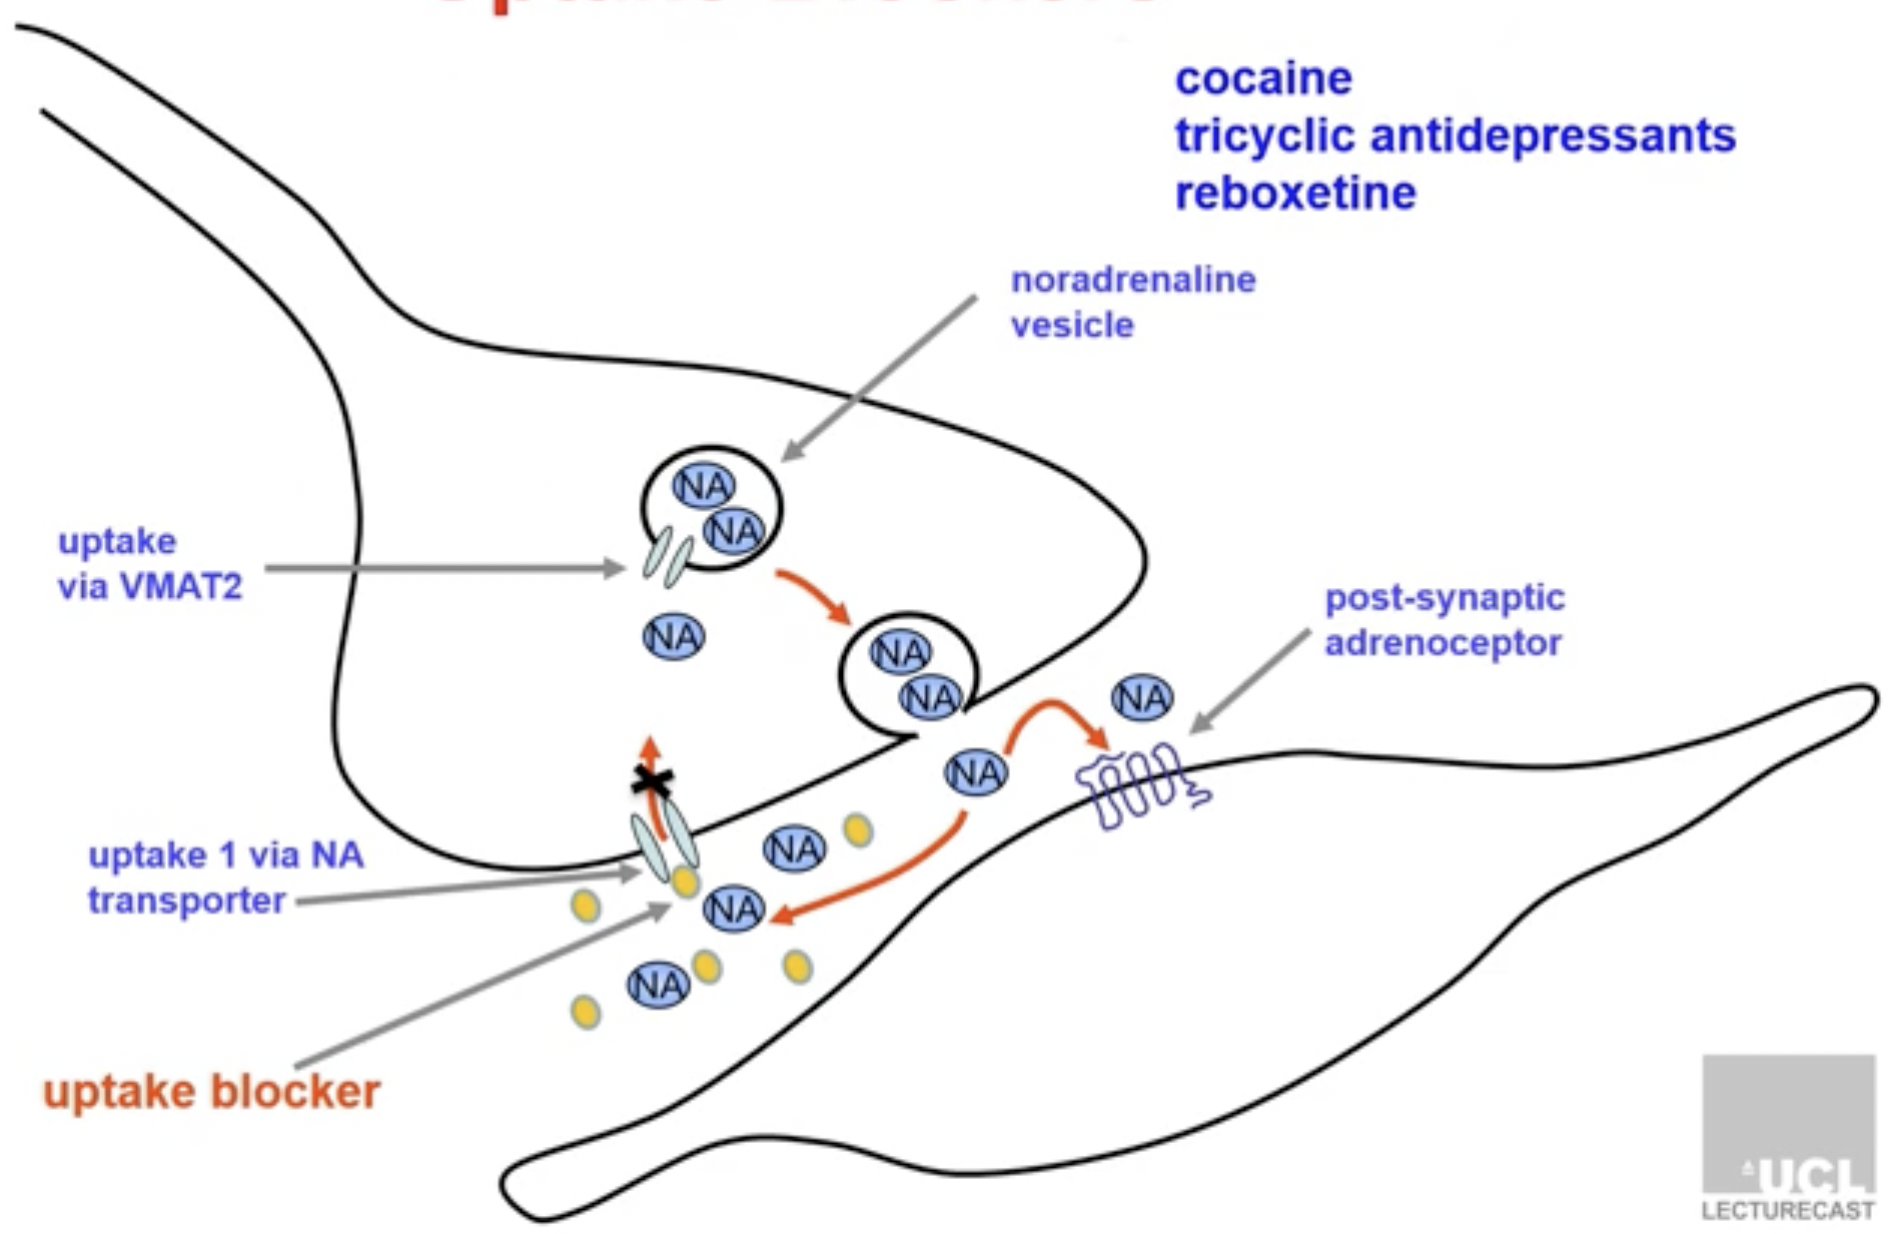 cocaine
tricyclic antidepressants
reboxetine
noradrenaline
vesicle
NA
NA
uptake
via VMAT2
NA
NA
NA
post-synaptic
adrenoceptor
NA
NA
NA
uptake 1 via NA
transporter
NA
NA
uptake blocker
UCL
LECTURECAST